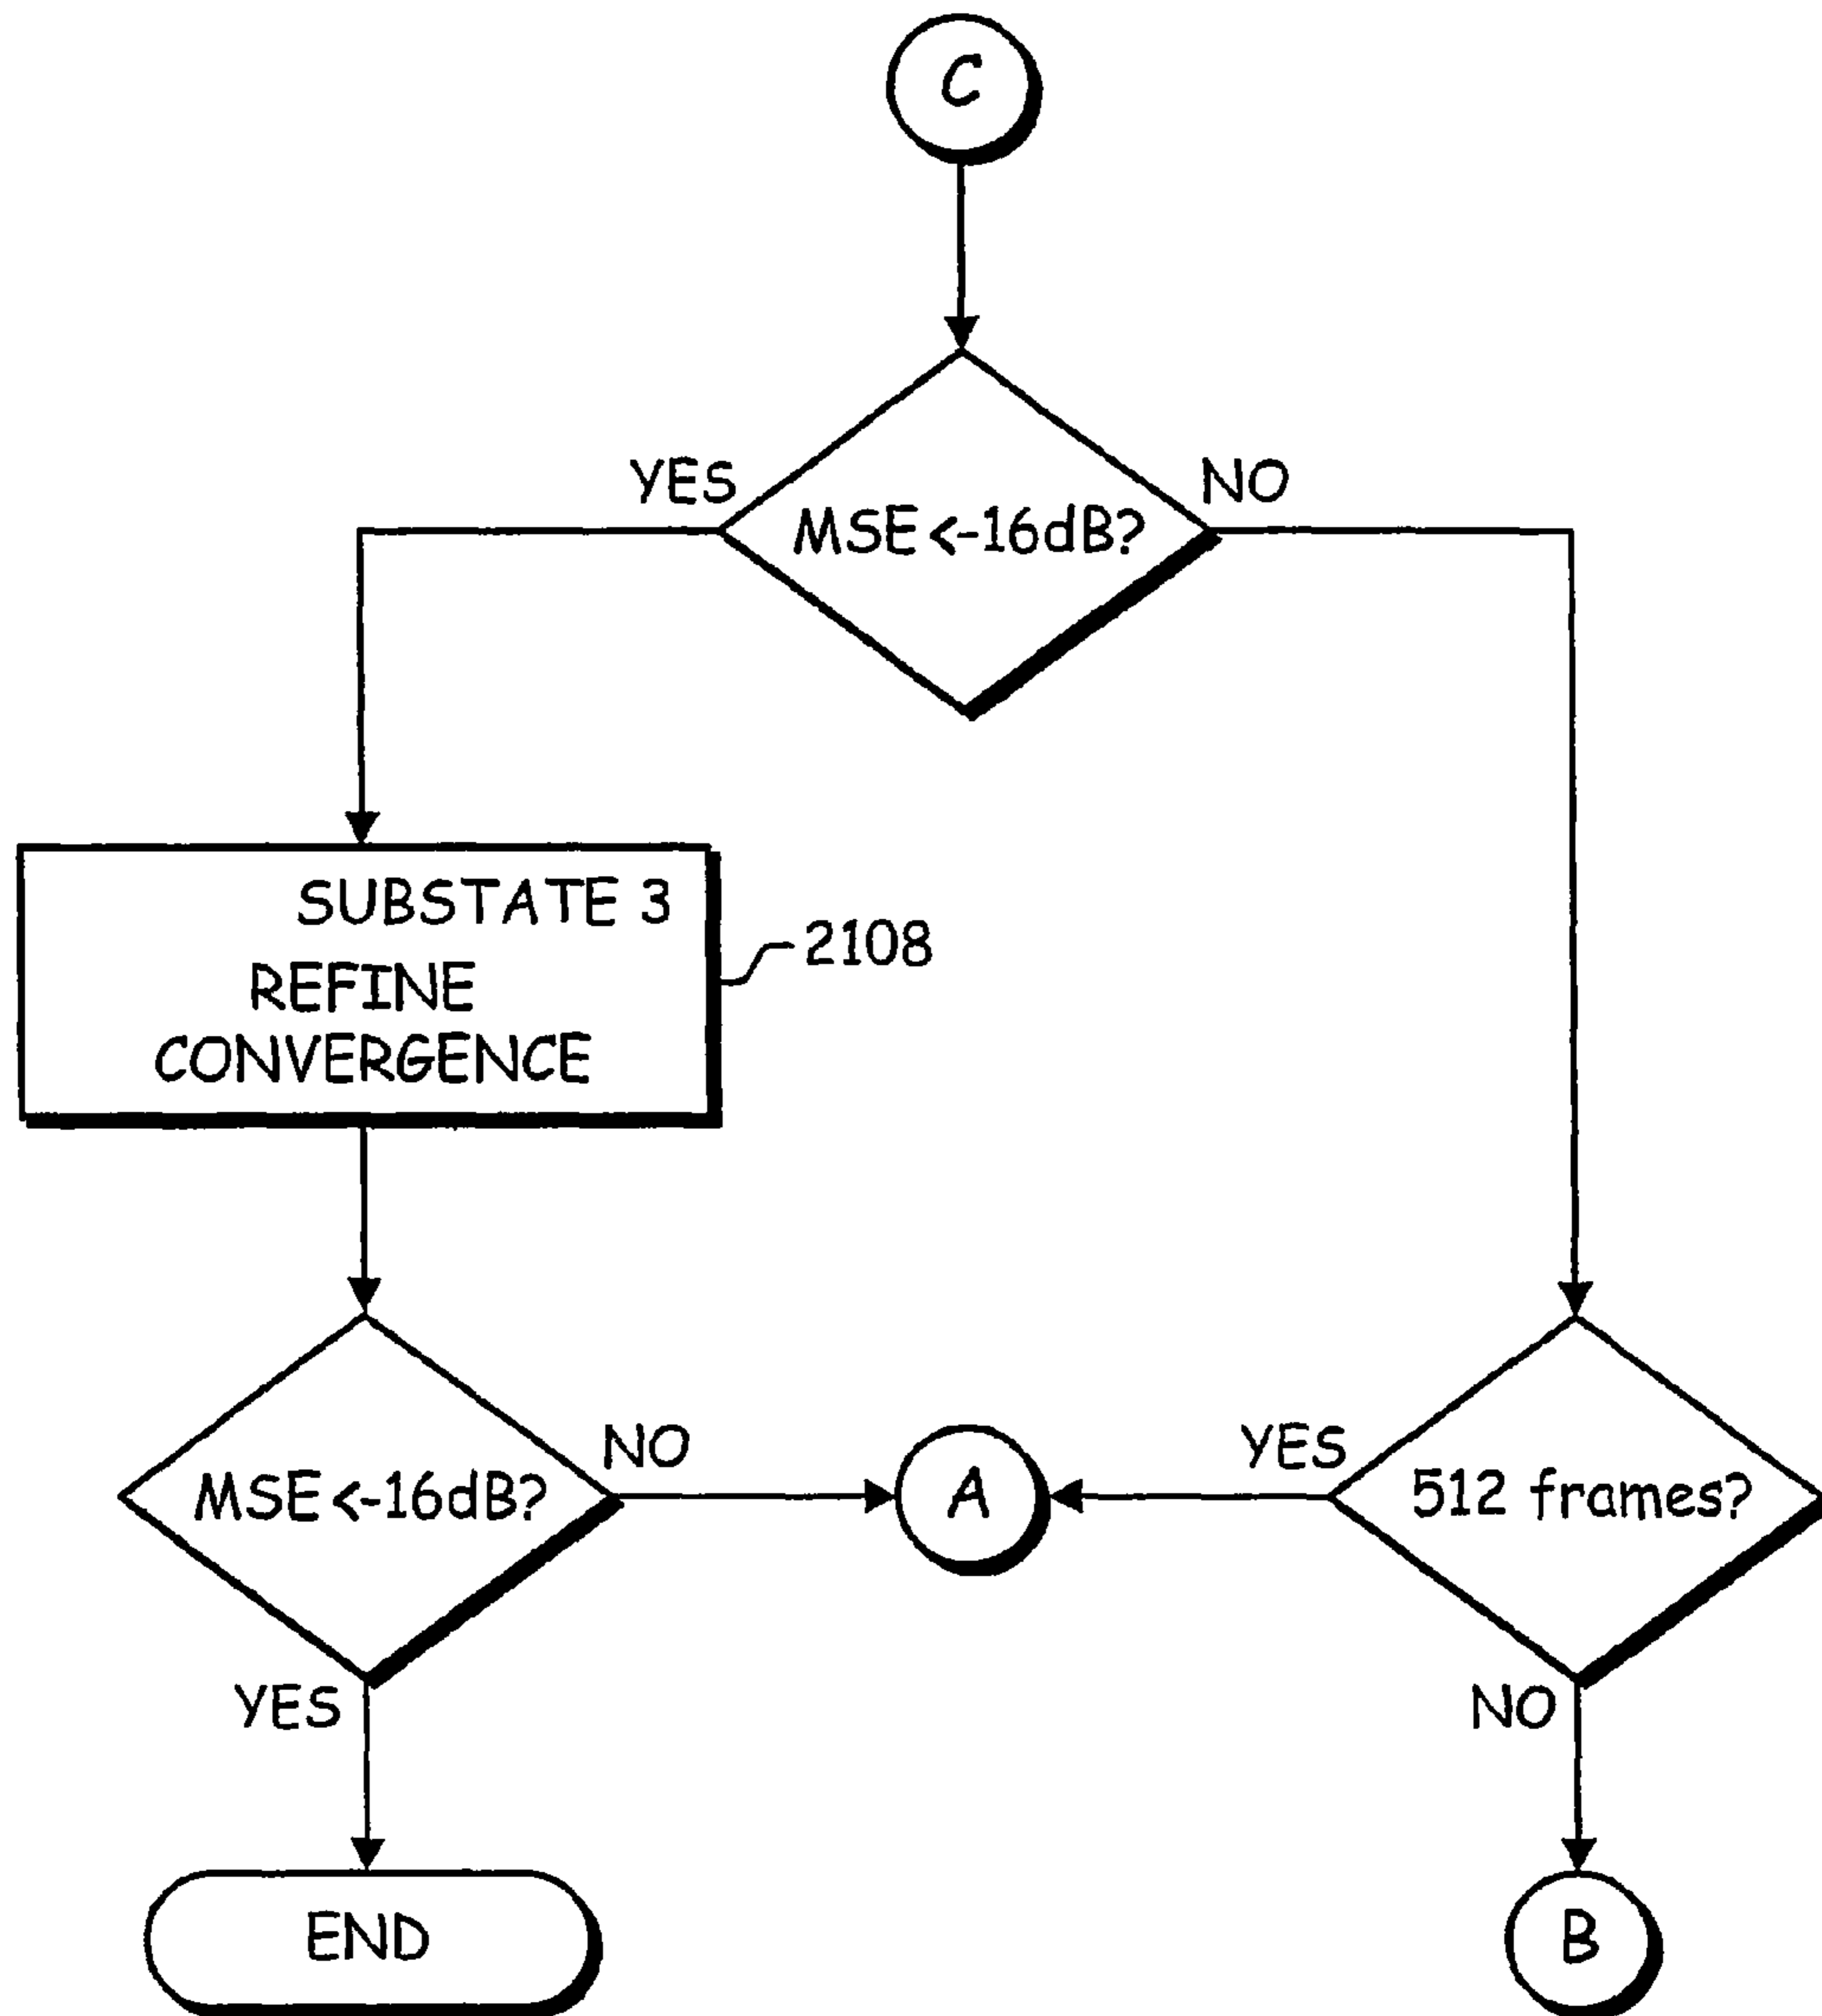 C
YES
NO
MSE<-16dB?
SUBSTATE 3
REFINE
CONVERGENCE
2108
NO
YES
MSE<-16dB?
A
512 frames?
YES
NO
END
B